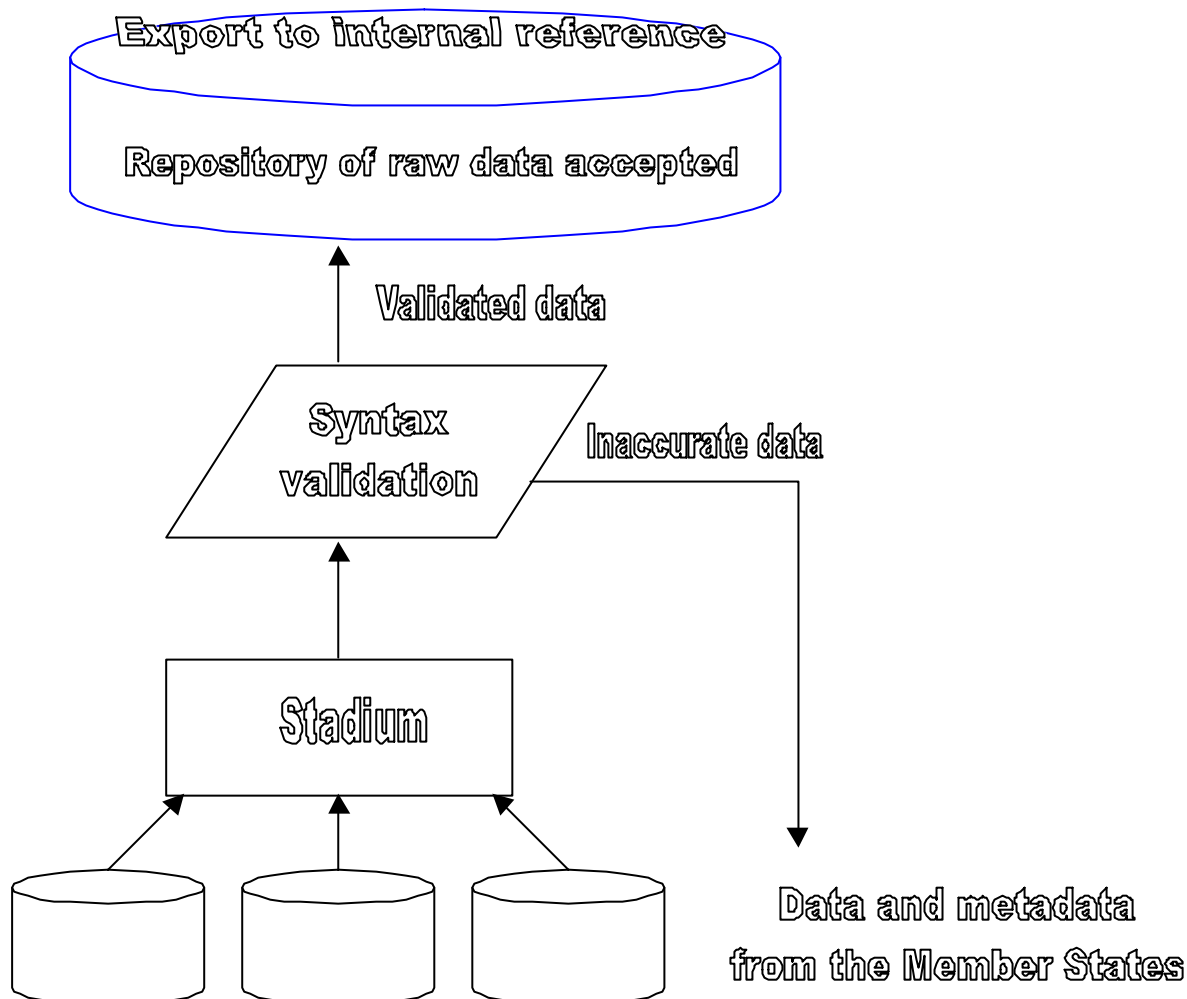 Export to internal reference
Repository of raw data accepted
Validated data
Syntax
validation
Inaccurate data
Stadium
Data and metadata
from the Member States